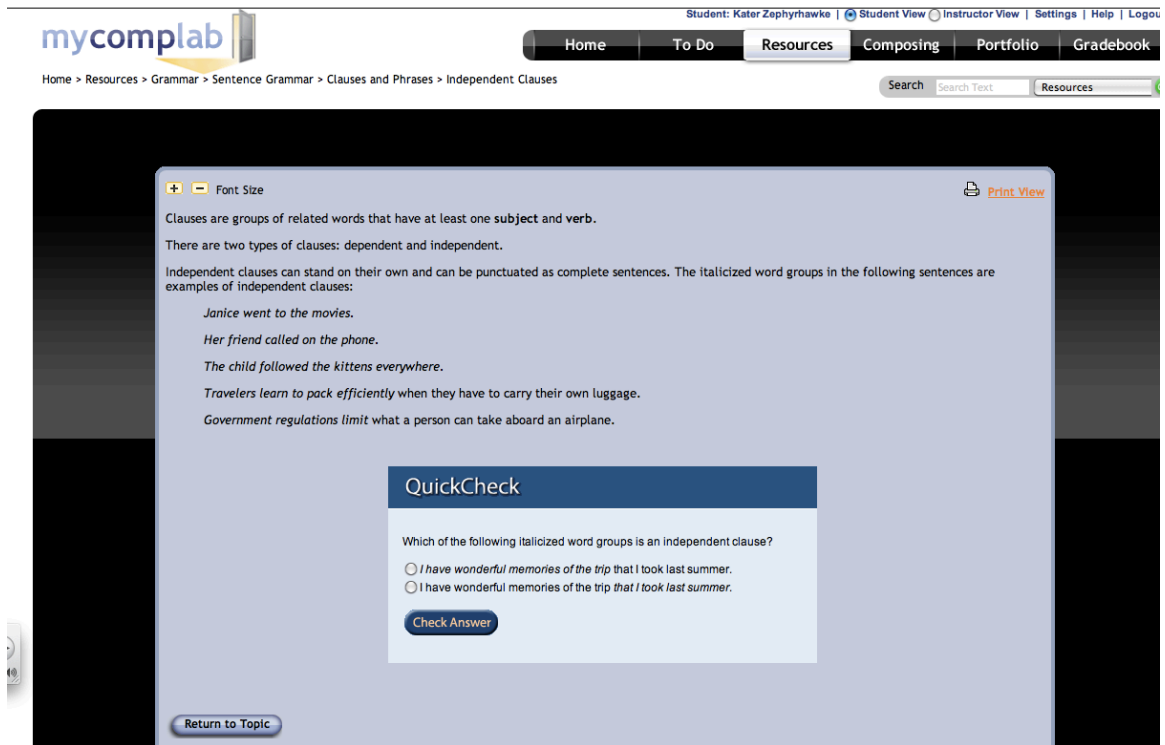 Student: Kater Zephyrhawke | Student View Instructor View | Settings | Help |
mycomplab
Home To Do Resources Composing Portfolio Gradebook
Home > Resources > Grammar > Sentence Grammar > Clauses and Phrases > Independent Clauses
Search Search Text Resources
+ – Font Size
Print View
Clauses are groups of related words that have at least one subject and verb.
There are two types of clauses: dependent and independent.
Independent clauses can stand on their own and can be punctuated as complete sentences. The italicized word groups in the following sentences are
examples of independent clauses:
Janice went to the movies.
Her friend called on the phone.
The child followed the kittens everywhere.
Travelers learn to pack efficiently when they have to carry their own luggage.
Government regulations limit what a person can take aboard an airplane.
QuickCheck
Which of the following italicized word groups is an independent clause?
I have wonderful memories of the trip that I took last summer.
I have wonderful memories of the trip that I took last summer.
Check Answer
Return to Topic